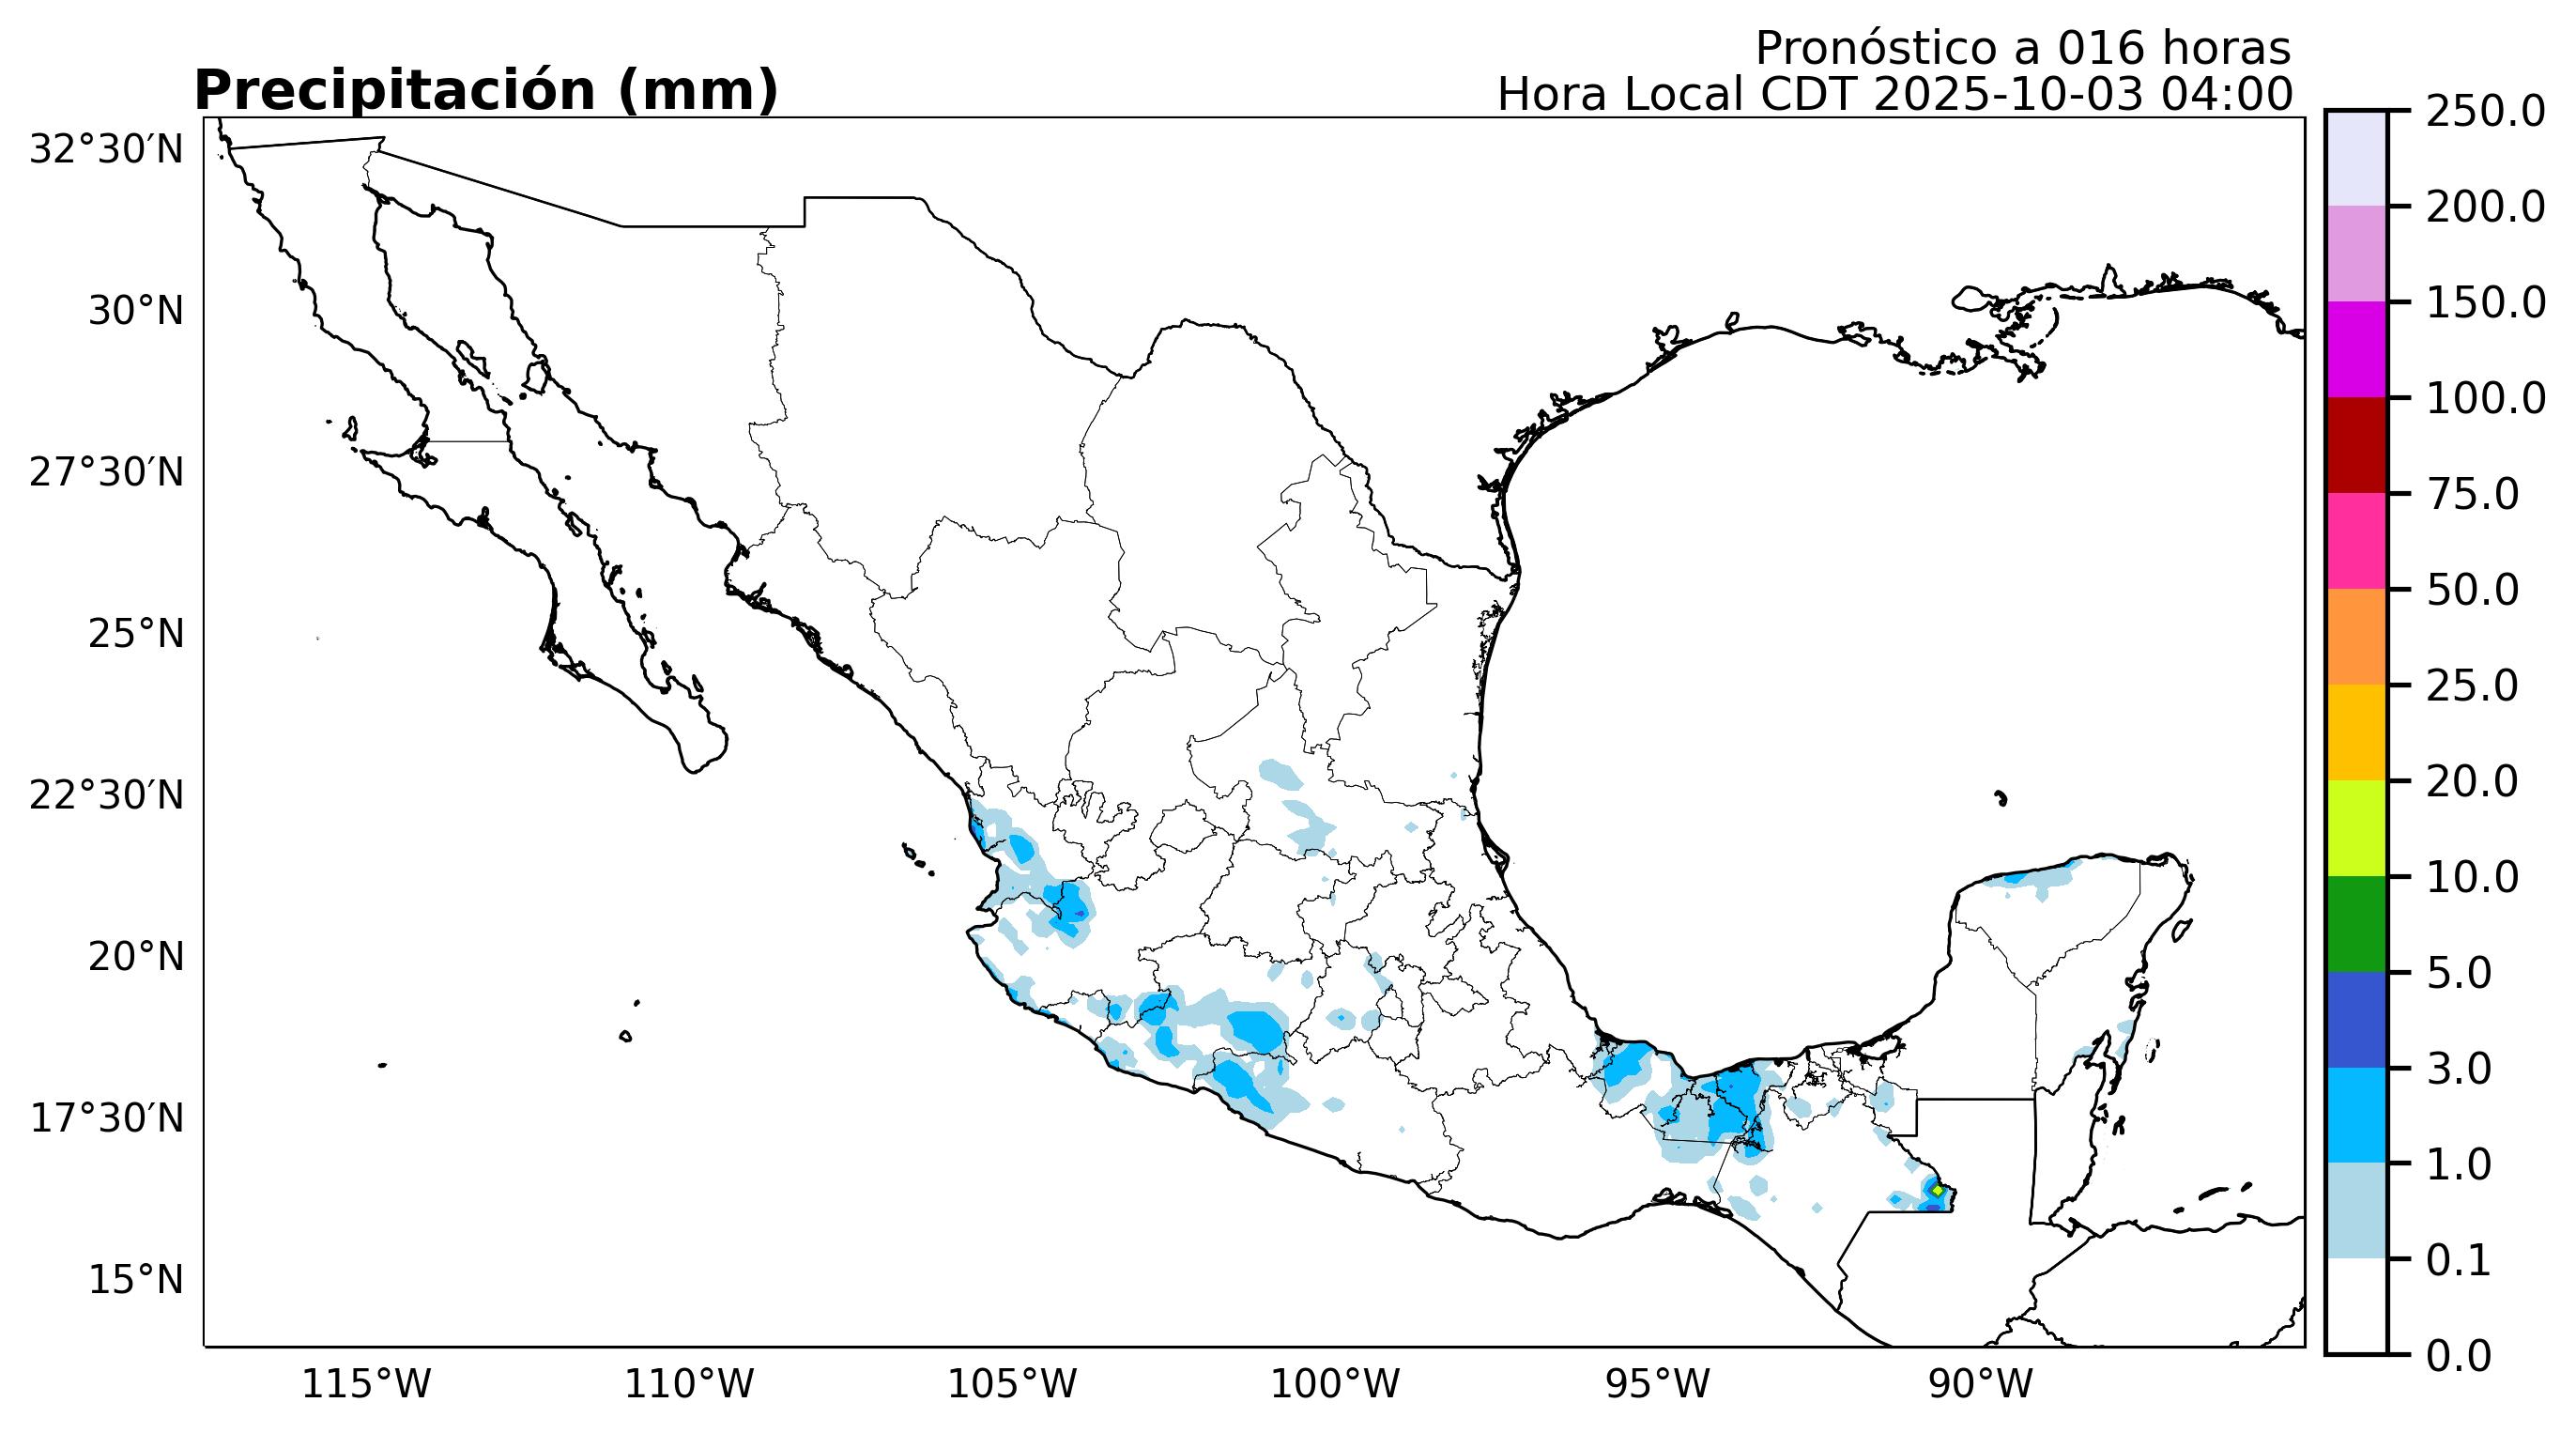 Pronóstico a 016 horas
Precipitación (mm)
Hora Local CDT 2025-10-03 04:00
32°30′N
30°N
27°30′N
25°N
22°30′N
20°N
17°30′N
15°N
115°W
110°W
105°W
100°W
95°W
90°W
250.0
200.0
150.0
100.0
75.0
50.0
25.0
20.0
10.0
5.0
3.0
1.0
0.1
0.0